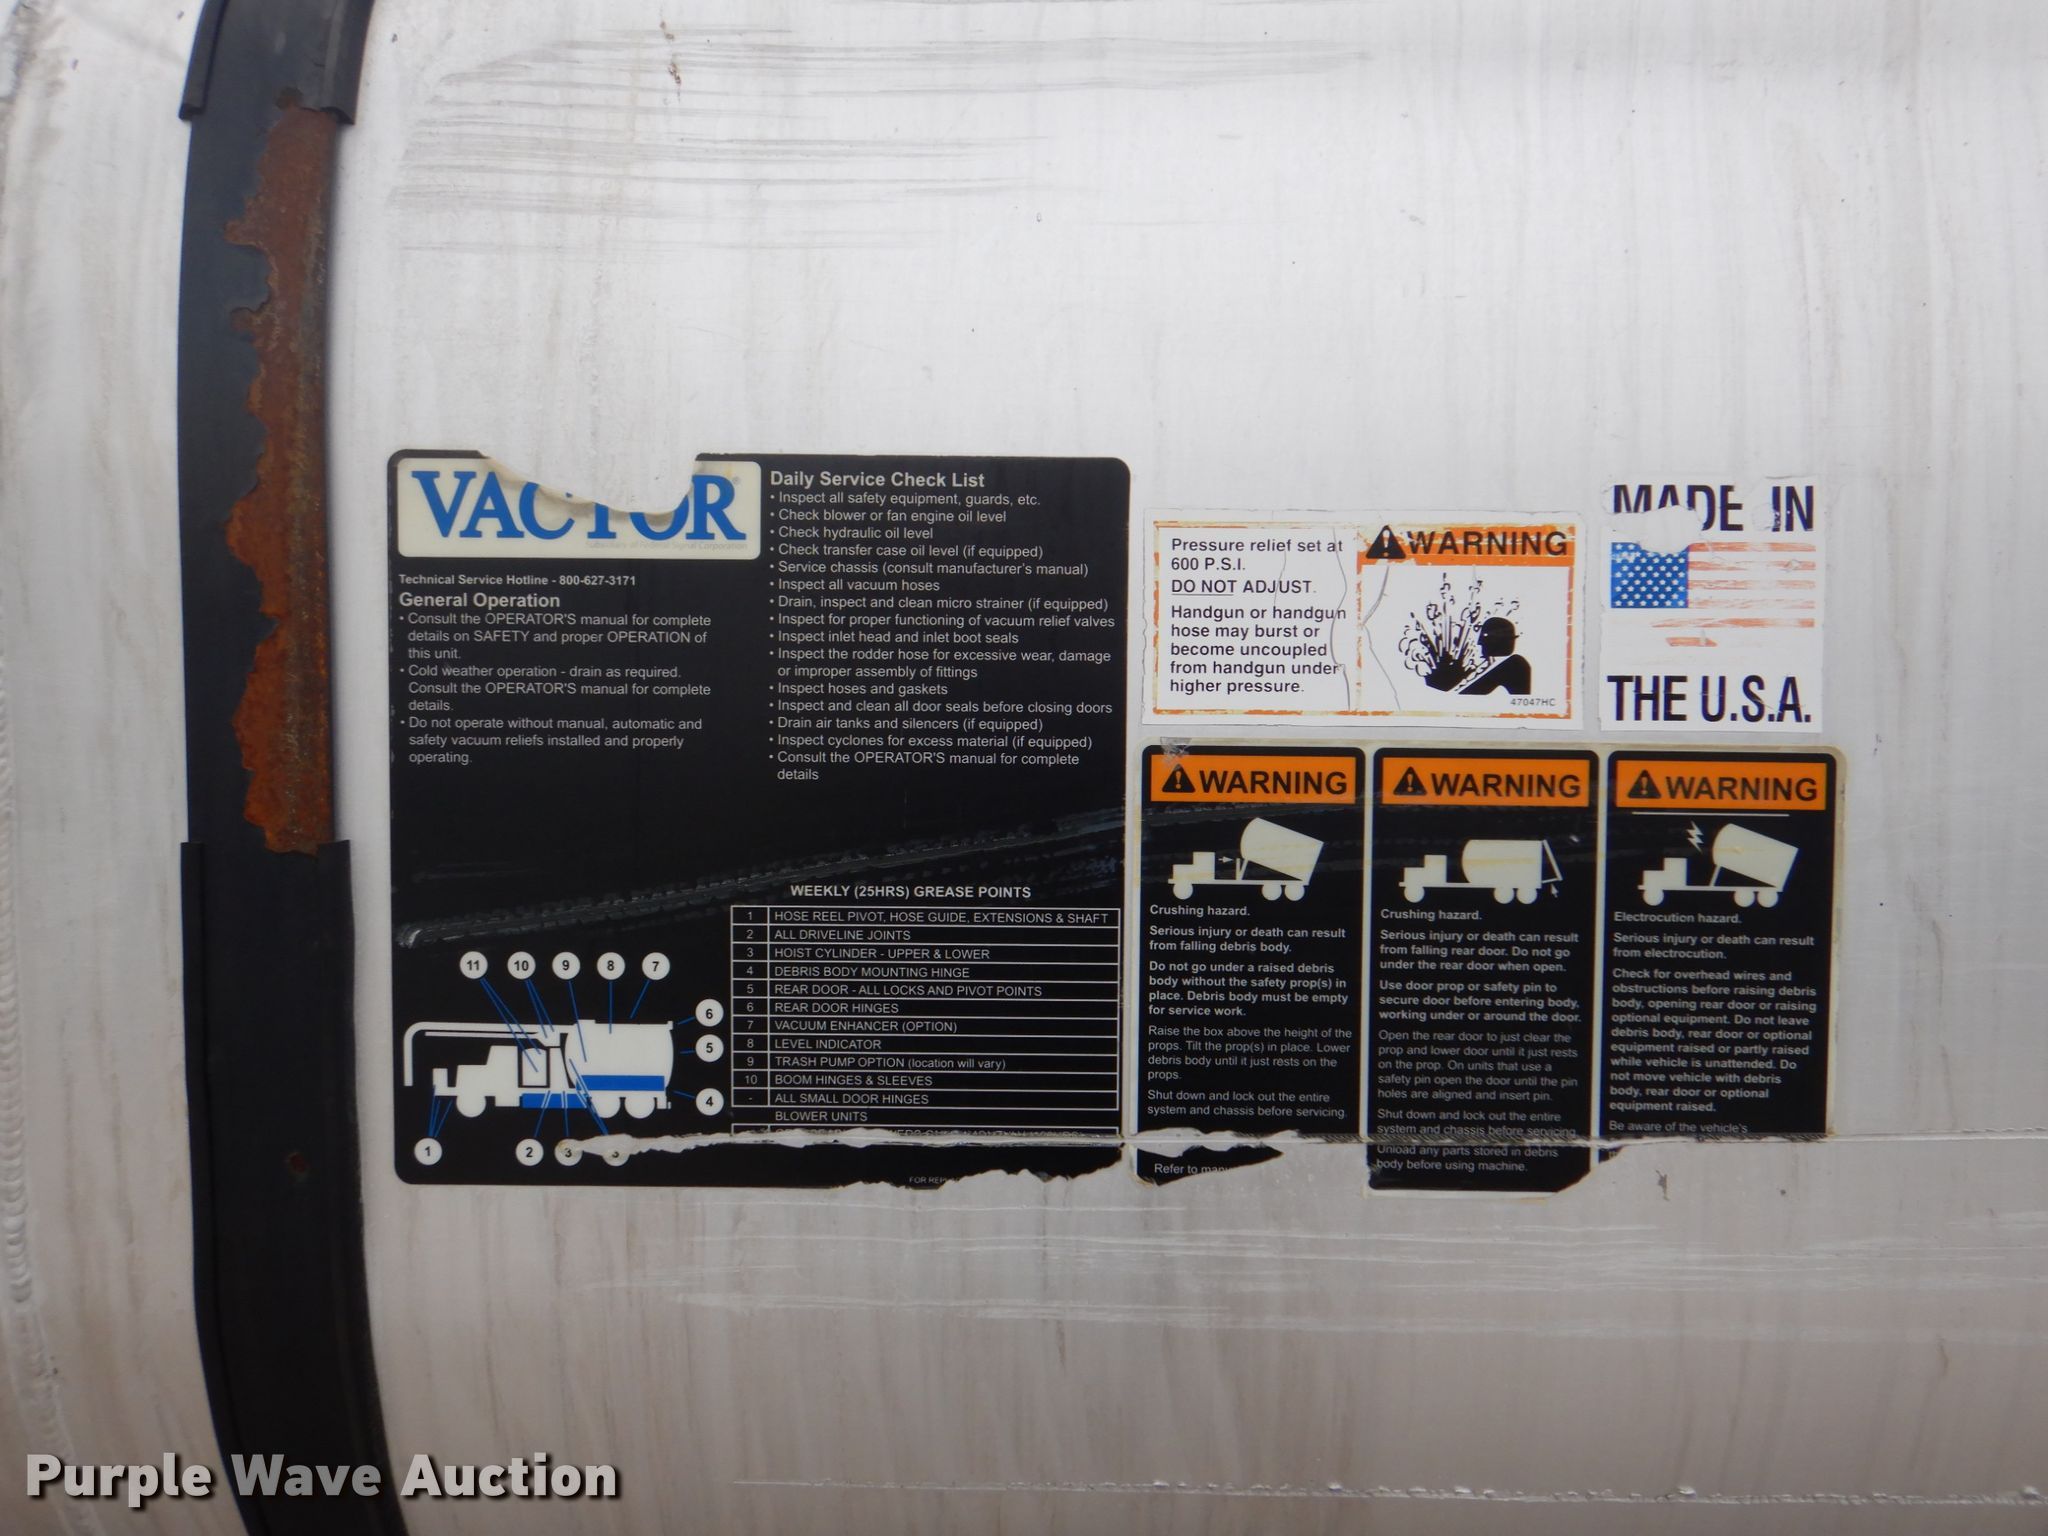 VACTOR
Subsidiary of Federal Signal Corporation
Technical Service Hotline - 800-627-3171
General Operation
• Consult the OPERATOR'S manual for complete
details on SAFETY and proper OPERATION of
this unit.
• Cold weather operation - drain as required.
Consult the OPERATOR'S manual for complete
details.
• Do not operate without manual, automatic and
safety vacuum reliefs installed and properly
operating.
Daily Service Check List
• Inspect all safety equipment, guards, etc.
• Check blower or fan engine oil level
• Check hydraulic oil level
• Check transfer case oil level (if equipped)
• Service chassis (consult manufacturer's manual)
• Inspect all vacuum hoses
• Drain, inspect and clean micro strainer (if equipped)
• Inspect for proper functioning of vacuum relief valves
• Inspect inlet head and inlet boot seals
• Inspect the rodder hose for excessive wear, damage
or improper assembly of fittings
• Inspect hoses and gaskets
• Inspect and clean all door seals before closing doors
• Drain air tanks and silencers (if equipped)
• Inspect cyclones for excess material (if equipped)
• Consult the OPERATOR'S manual for complete
details
WEEKLY (25HRS) GREASE POINTS
1 HOSE REEL PIVOT, HOSE GUIDE, EXTENSIONS & SHAFT
2 ALL DRIVELINE JOINTS
3 HOIST CYLINDER - UPPER & LOWER
4 DEBRIS BODY MOUNTING HINGE
5 REAR DOOR - ALL LOCKS AND PIVOT POINTS
6 REAR DOOR HINGES
7 VACUUM ENHANCER (OPTION)
8 LEVEL INDICATOR
9 TRASH PUMP OPTION (location will vary)
10 BOOM HINGES & SLEEVES
- ALL SMALL DOOR HINGES
BLOWER UNITS
11 10 9 8 7
6
5
4
1 2 3
FOR
Pressure relief set at
600 P.S.I.
DO NOT ADJUST.
Handgun or handgun
hose may burst or
become uncoupled
from handgun under
higher pressure.
WARNING
47047HC
MADE IN
THE U.S.A.
WARNING
Crushing hazard.
Serious injury or death can result
from falling debris body.
Do not go under a raised debris
body without the safety prop(s) in
place. Debris body must be empty
for service work.
Raise the box above the height of the
props. Tilt the prop(s) in place. Lower
debris body until it just rests on the
props.
Shut down and lock out the entire
system and chassis before servicing.
Refer to
WARNING
Crushing hazard.
Serious injury or death can result
from falling rear door. Do not go
under the rear door when open.
Use door prop or safety pin to
secure door before entering body,
working under or around the door.
Open the rear door to just clear the
prop and lower door until it just rests
on the prop. On units that use a
safety pin open the door until the pin
holes are aligned and insert pin.
Shut down and lock out the entire
system and chassis before servicing
Unload any parts stored in debris
body before using machine.
WARNING
Electrocution hazard.
Serious injury or death can result
from electrocution.
Check for overhead wires and
obstructions before raising debris
body, opening rear door or raising
optional equipment. Do not leave
debris body, rear door or optional
equipment raised or partly raised
while vehicle is unattended. Do
not move vehicle with debris
body, rear door or optional
equipment raised.
Be aware of the vehicle's
Purple Wave Auction